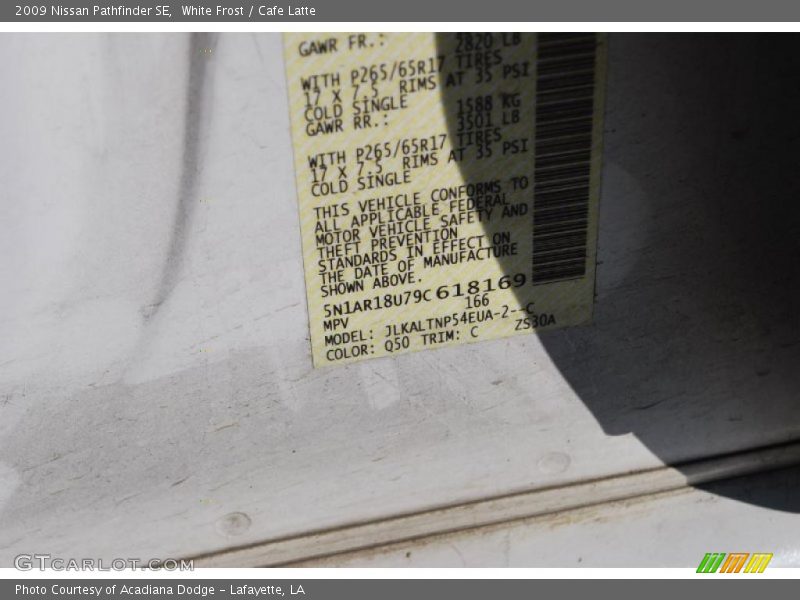 2009 Nissan Pathfinder SE, White Frost / Cafe Latte
GAWR FR.: 2820 LB
WITH P265/65R17 TIRES
17 X 7.5 RIMS AT 35 PSI
COLD SINGLE 1588 KG
GAWR RR.: 3501 LB
WITH P265/65R17 TIRES
17 X 7.5 RIMS AT 35 PSI
COLD SINGLE
THIS VEHICLE CONFORMS TO
ALL APPLICABLE FEDERAL
MOTOR VEHICLE SAFETY AND
THEFT PREVENTION
STANDARDS IN EFFECT ON
THE DATE OF MANUFACTURE
SHOWN ABOVE.
5N1AR18U79C618169
MPV 166
MODEL: JLKALTNP54EUA-2--C
COLOR: Q50 TRIM: C ZS30A
GTCARLOT.COM
Photo Courtesy of Acadiana Dodge - Lafayette, LA